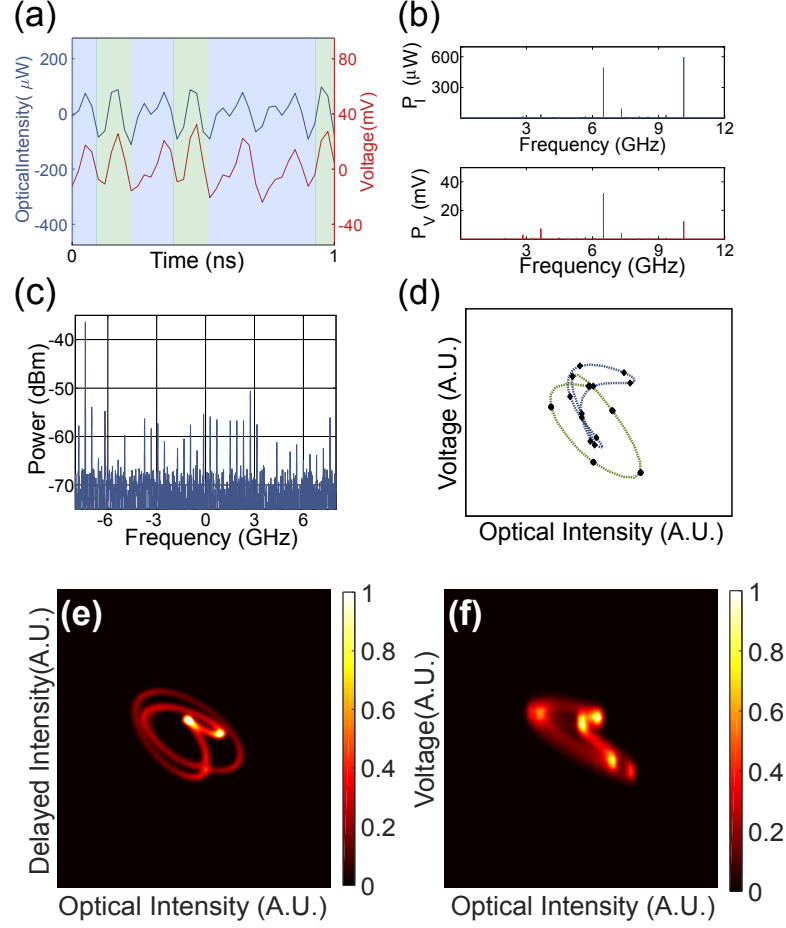 (a)
OpticalIntensity( μW)
200
0
-200
-400
80
40
0
-40
Voltage(mV)
0
1
Time (ns)
(b)
P_I (μW)
600
300
3
6
9
12
Frequency (GHz)
P_V (mV)
40
20
3
6
9
12
Frequency (GHz)
(c)
Power (dBm)
-40
-50
-60
-70
-6
-3
0
3
6
Frequency (GHz)
(d)
Voltage (A.U.)
Optical Intensity (A.U.)
(e)
Delayed Intensity(A.U.)
Optical Intensity (A.U.)
1
0.8
0.6
0.4
0.2
0
(f)
Voltage(A.U.)
Optical Intensity (A.U.)
1
0.8
0.6
0.4
0.2
0